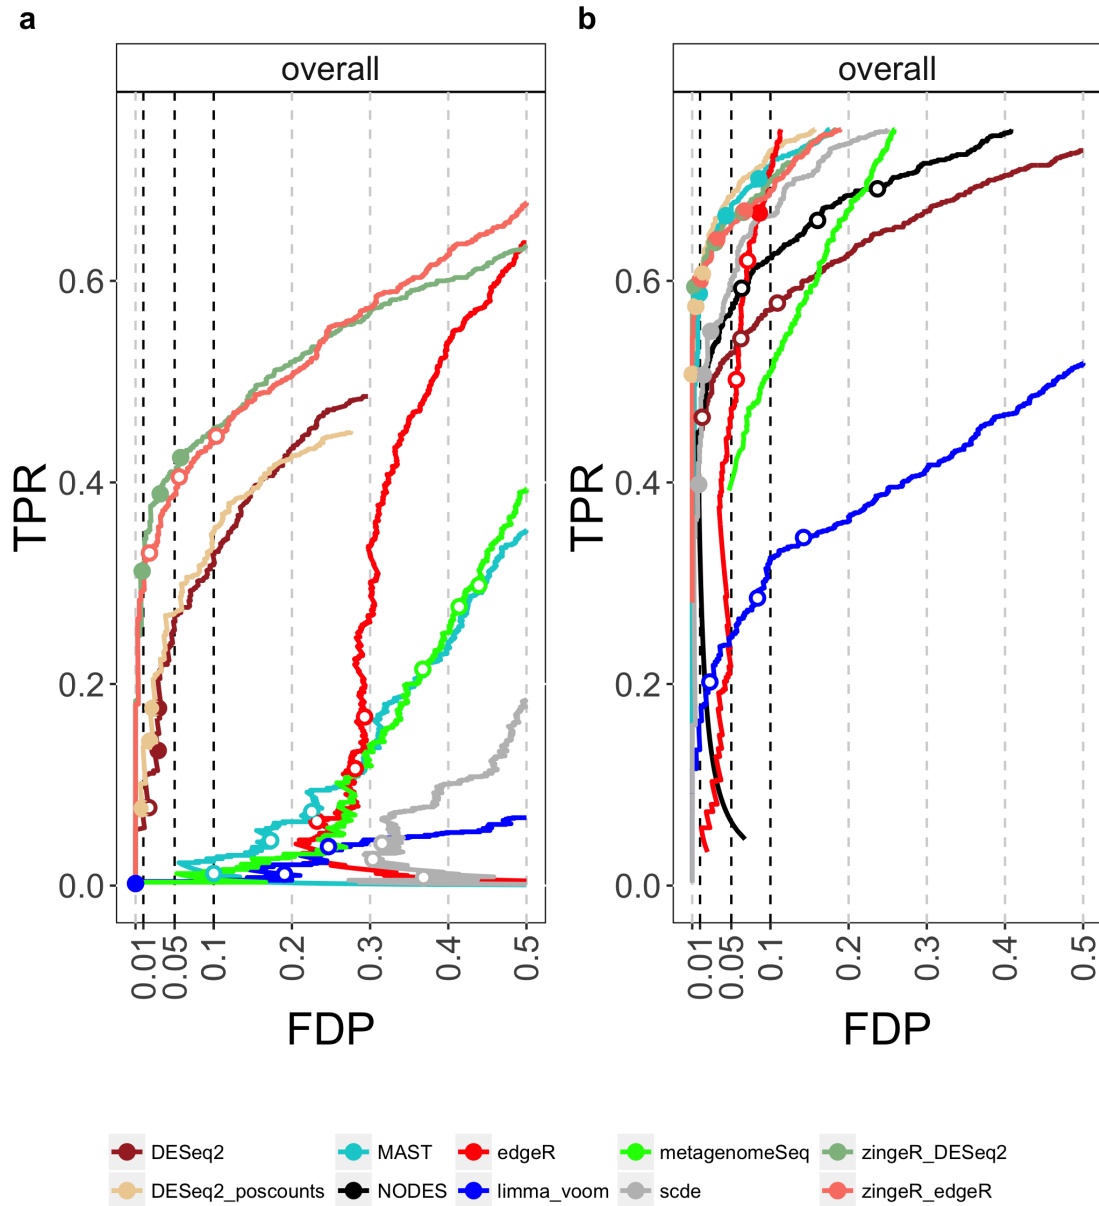 a
b
overall
overall
TPR
0.6
0.4
0.2
0.0
0.01
0.05
0.1
0.2
0.3
0.4
0.5
FDP
TPR
0.6
0.4
0.2
0.0
0.01
0.05
0.1
0.2
0.3
0.4
0.5
FDP
DESeq2
MAST
edgeR
metagenomeSeq
zingeR_DESeq2
DESeq2_poscounts
NODES
limma_voom
scde
zingeR_edgeR